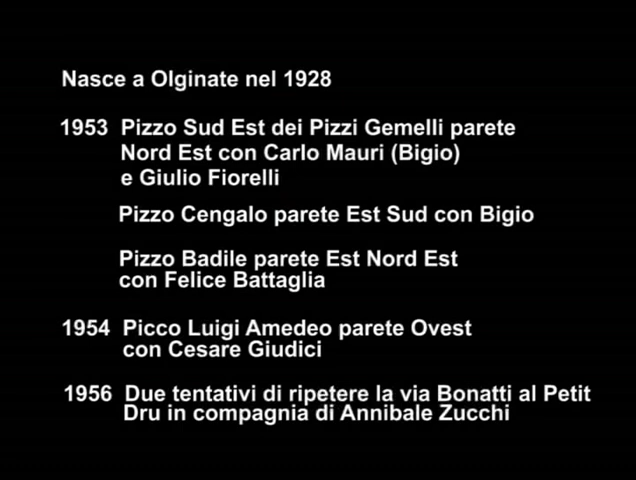 Nasce a Olginate nel 1928
1953 Pizzo Sud Est dei Pizzi Gemelli parete
Nord Est con Carlo Mauri (Bigio)
e Giulio Fiorelli
Pizzo Cengalo parete Est Sud con Bigio
Pizzo Badile parete Est Nord Est
con Felice Battaglia
1954 Picco Luigi Amedeo parete Ovest
con Cesare Giudici
1956 Due tentativi di ripetere la via Bonatti al Petit
Dru in compagnia di Annibale Zucchi